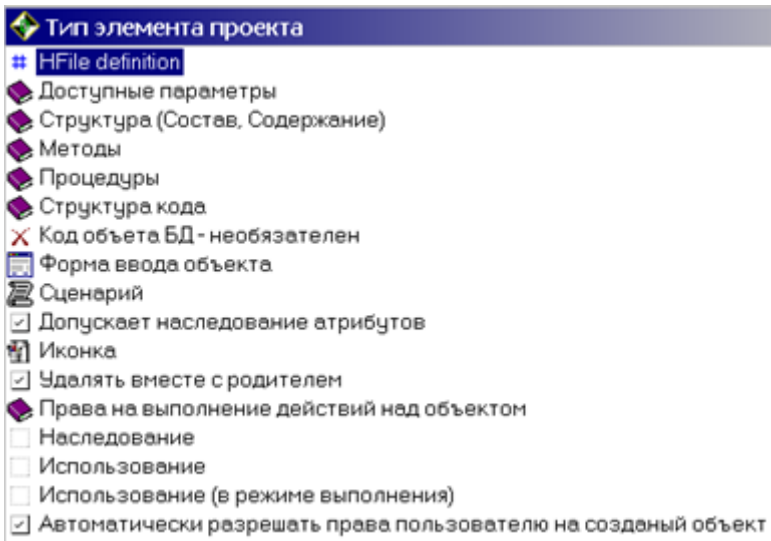 Тип элемента проекта
HFile definition
Доступные параметры
Структура (Состав, Содержание)
Методы
Процедуры
Структура кода
Код объета БД - необязателен
Форма ввода объекта
Сценарий
Допускает наследование атрибутов
Иконка
Удалять вместе с родителем
Права на выполнение действий над объектом
Наследование
Использование
Использование (в режиме выполнения)
Автоматически разрешать права пользователю на созданый объект